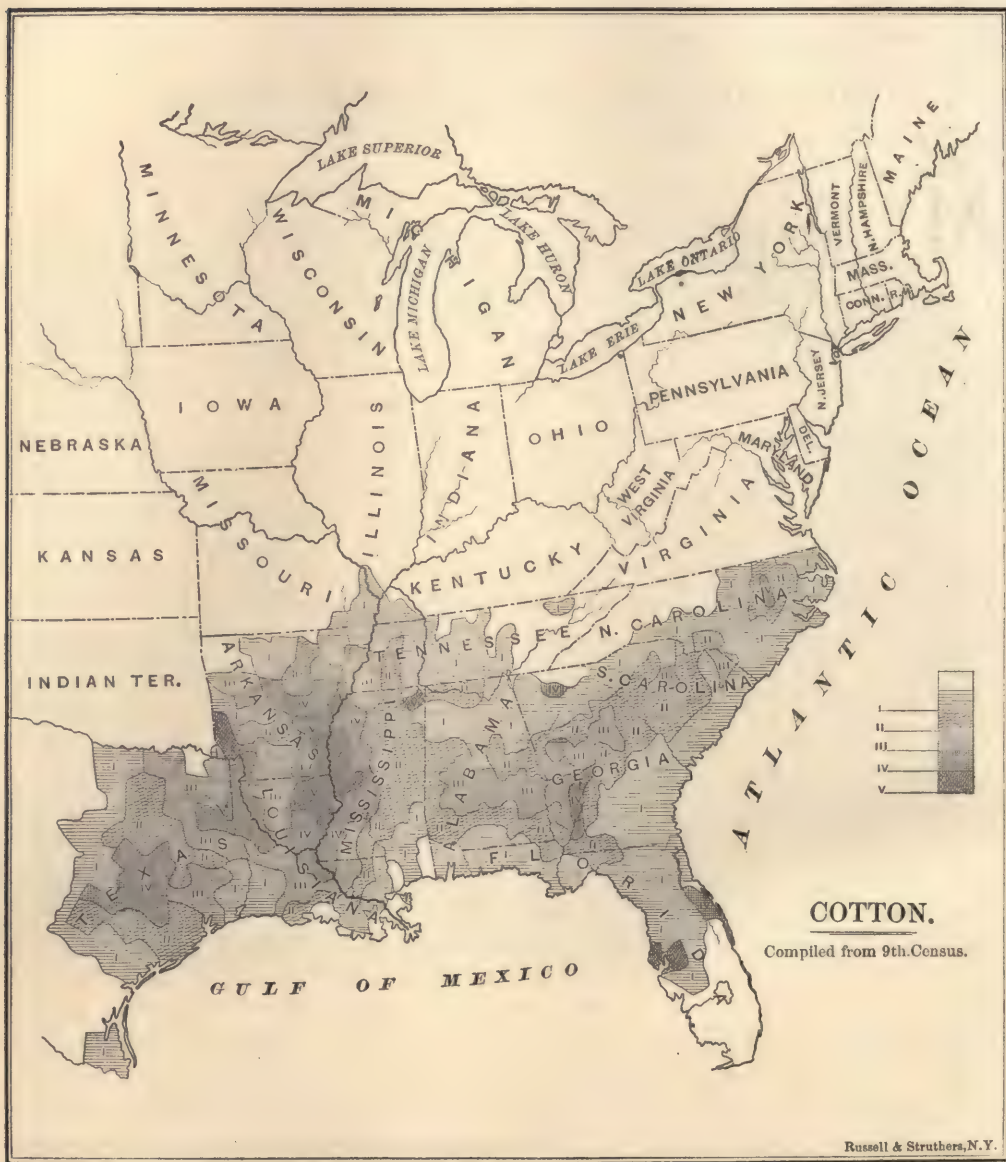 LAKE SUPERIOR
MINNESOTA
WISCONSIN
MICHIGAN
LAKE MICHIGAN
LAKE HURON
LAKE ONTARIO
LAKE ERIE
NEW YORK
VERMONT
N. HAMPSHIRE
MAINE
MASS.
CONN.
PENNSYLVANIA
N. JERSEY
NEBRASKA
IOWA
ILLINOIS
INDIANA
OHIO
WEST
VIRGINIA
MARYLAND
DEL.
VIRGINIA
KANSAS
MISSOURI
KENTUCKY
INDIAN TER.
ARKANSAS
TENNESSEE
N. CAROLINA
S. CAROLINA
TEXAS
LOUISIANA
MISSISSIPPI
ALABAMA
GEORGIA
FLORIDA
ATLANTIC OCEAN
GULF OF MEXICO
I
II
III
IV
V
COTTON.
Compiled from 9th. Census.
Russell & Struthers, N.Y.